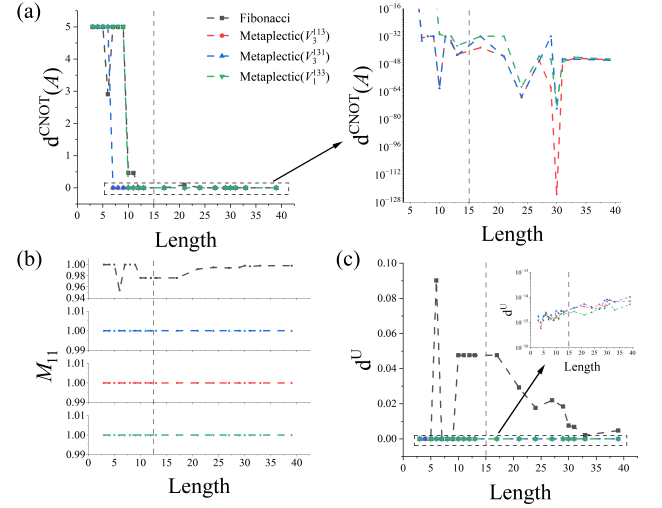 (a)
Fibonacci
Metaplectic(V₃¹¹³)
Metaplectic(V₃¹³¹)
Metaplectic(V₁¹³³)
d^CNOT(A)
5
4
3
2
1
0
0 5 10 15 20 25 30 35 40
Length
d^CNOT(A)
10⁻¹⁶
10⁻³²
10⁻⁴⁸
10⁻⁶⁴
10⁻⁸⁰
10⁻⁹⁶
10⁻¹¹²
10⁻¹²⁸
5 10 15 20 25 30 35 40
Length
(b)
M₁₁
1.00
0.98
0.96
0.94
1.01
1.00
0.99
1.01
1.00
0.99
1.01
1.00
0.99
0 5 10 15 20 25 30 35 40
Length
(c)
d^U
0.10
0.08
0.06
0.04
0.02
0.00
0 5 10 15 20 25 30 35 40
Length
d^U
10⁻¹³
10⁻¹⁴
10⁻¹⁵
10⁻¹⁶
0 5 10 15 20 25 30 35 40
Length